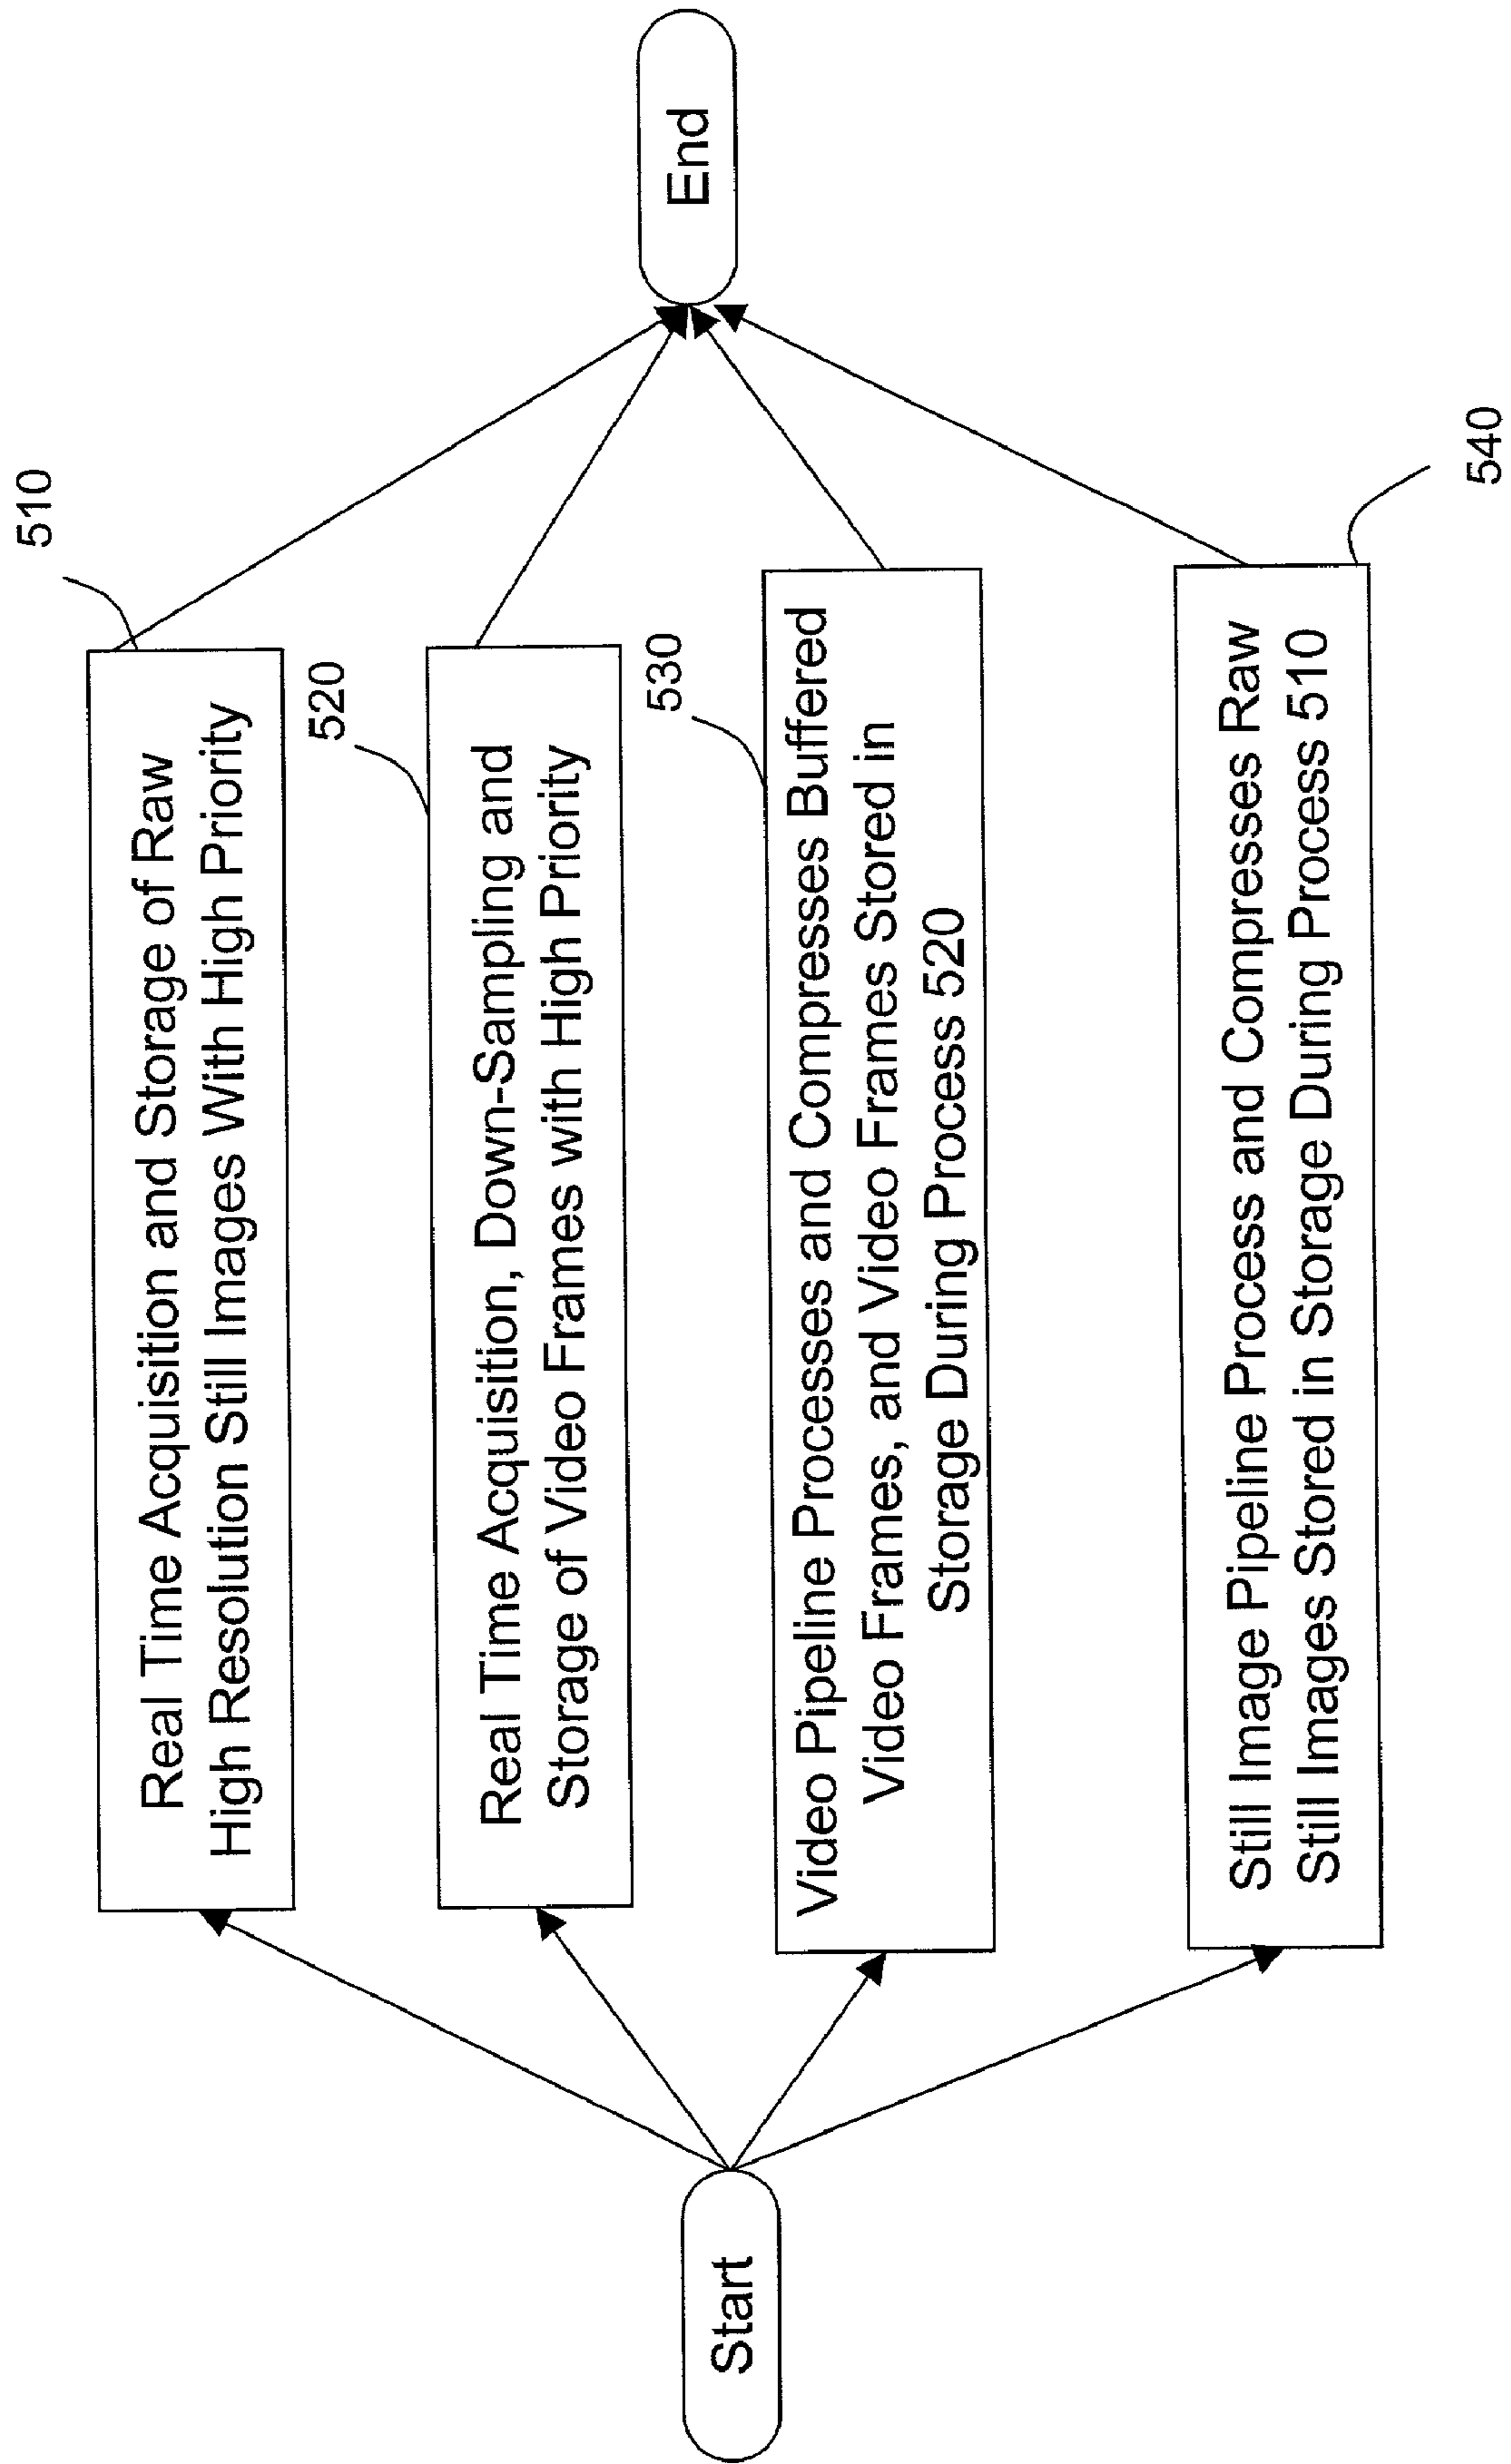 Start
510
Real Time Acquisition and Storage of Raw
High Resolution Still Images With High Priority
520
Real Time Acquisition, Down-Sampling and
Storage of Video Frames with High Priority
530
Video Pipeline Processes and Compresses Buffered
Video Frames, and Video Frames Stored in
Storage During Process 520
Still Image Pipeline Process and Compresses Raw
Still Images Stored in Storage During Process 510
540
End